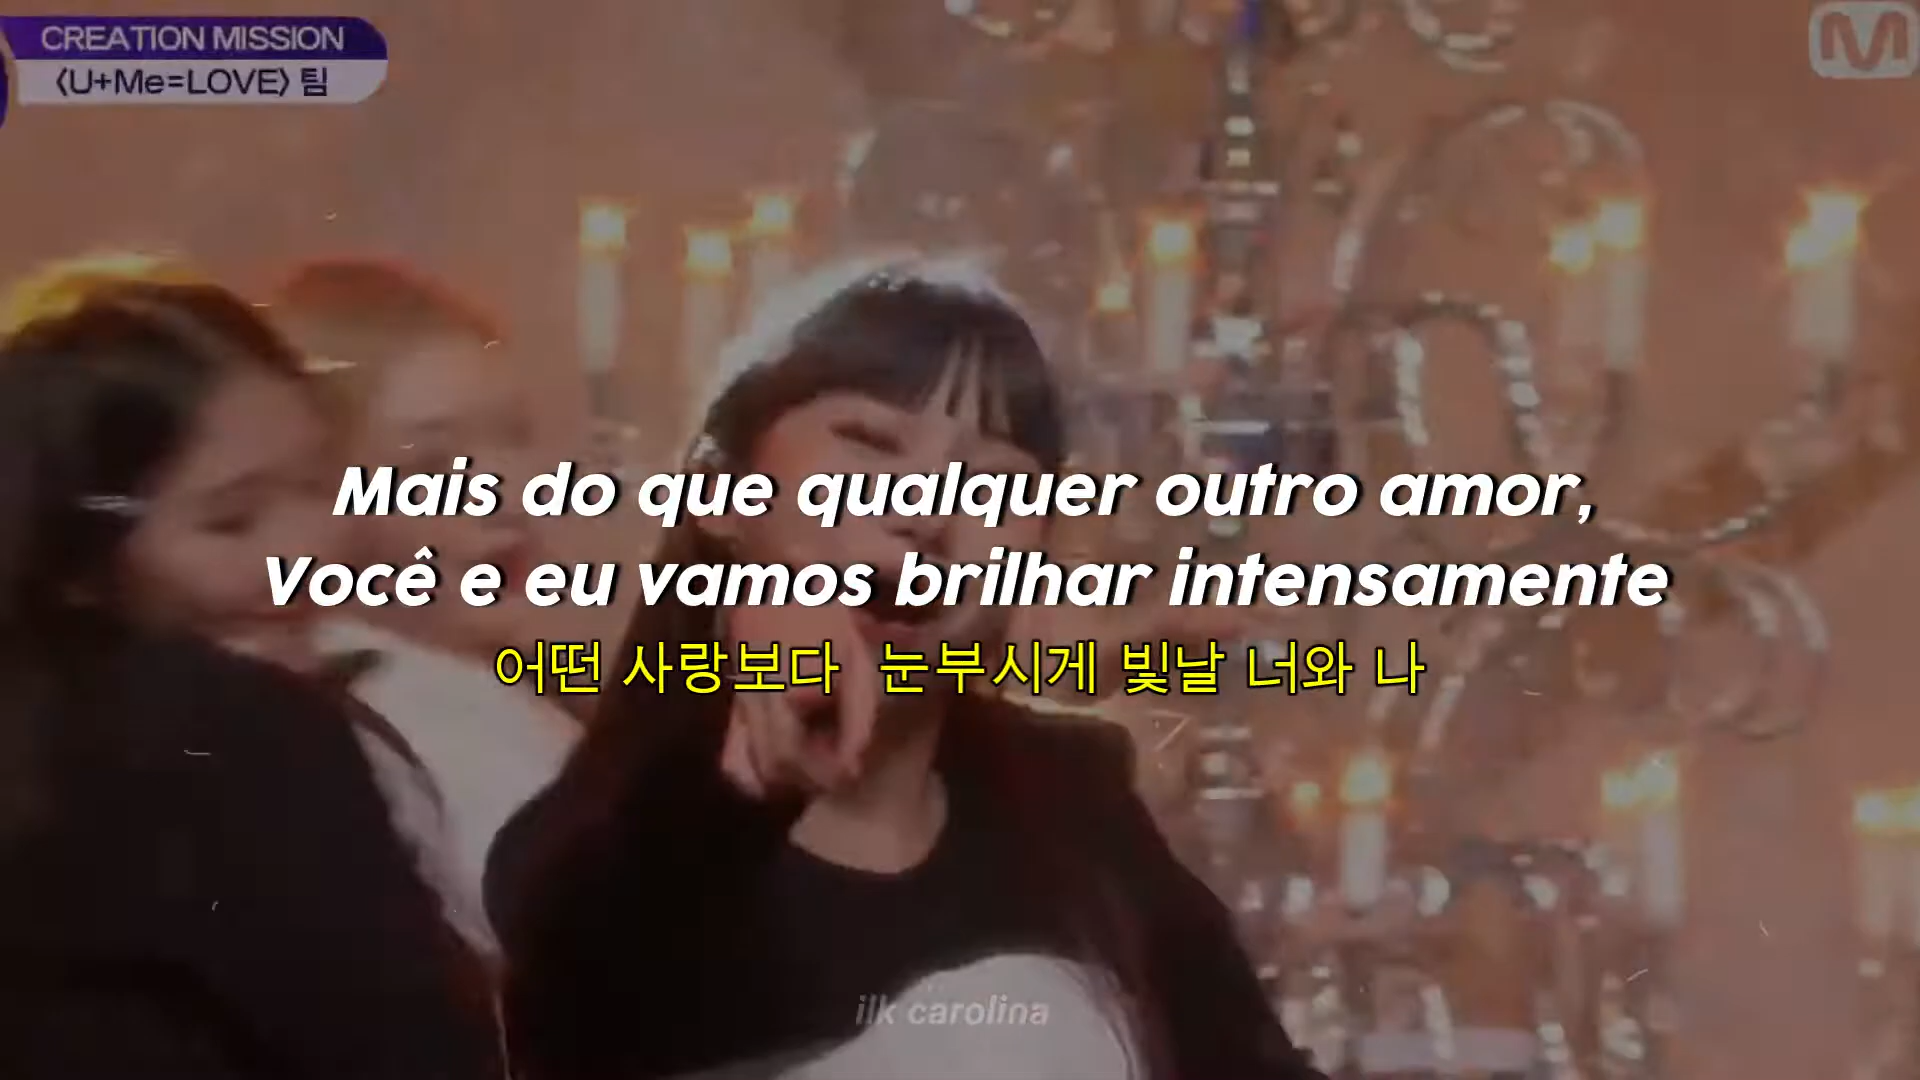 CREATION MISSION
〈U+Me=LOVE〉 팀
M
Mais do que qualquer outro amor,
Você e eu vamos brilhar intensamente
어떤 사랑보다 눈부시게 빛날 너와 나
ilk carolina